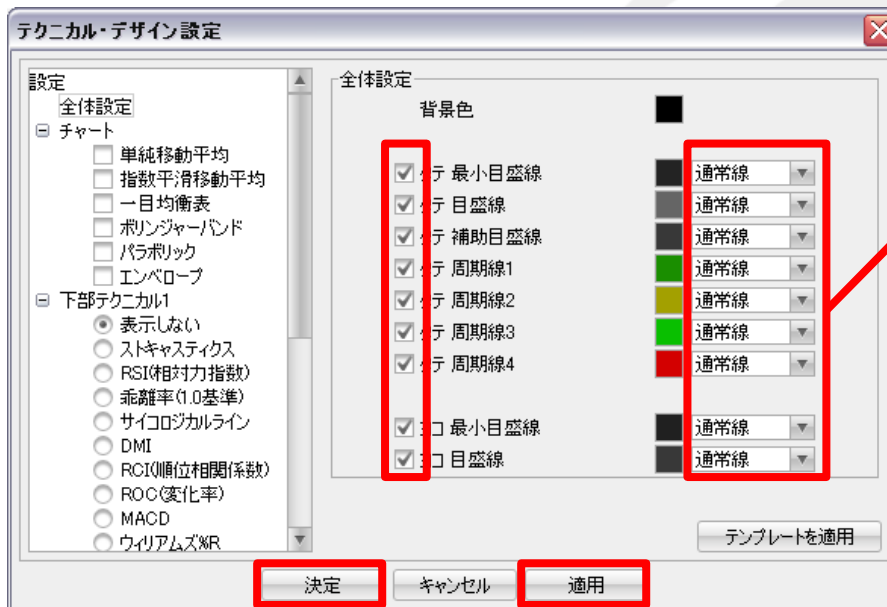 テクニカル・デザイン設定
設定
全体設定
チャート
単純移動平均
指数平滑移動平均
一目均衡表
ボリンジャーバンド
パラボリック
エンベロープ
下部テクニカル1
表示しない
ストキャスティクス
RSI(相対力指数)
乖離率(1.0基準)
サイコロジカルライン
DMI
RCI(順位相関係数)
ROC(変化率)
MACD
ウィリアムズ%R
全体設定
背景色
タテ 最小目盛線 通常線
タテ 目盛線 通常線
タテ 補助目盛線 通常線
タテ 周期線1 通常線
タテ 周期線2 通常線
タテ 周期線3 通常線
タテ 周期線4 通常線
ヨコ 最小目盛線 通常線
ヨコ 目盛線 通常線
テンプレートを適用
決定 キャンセル 適用